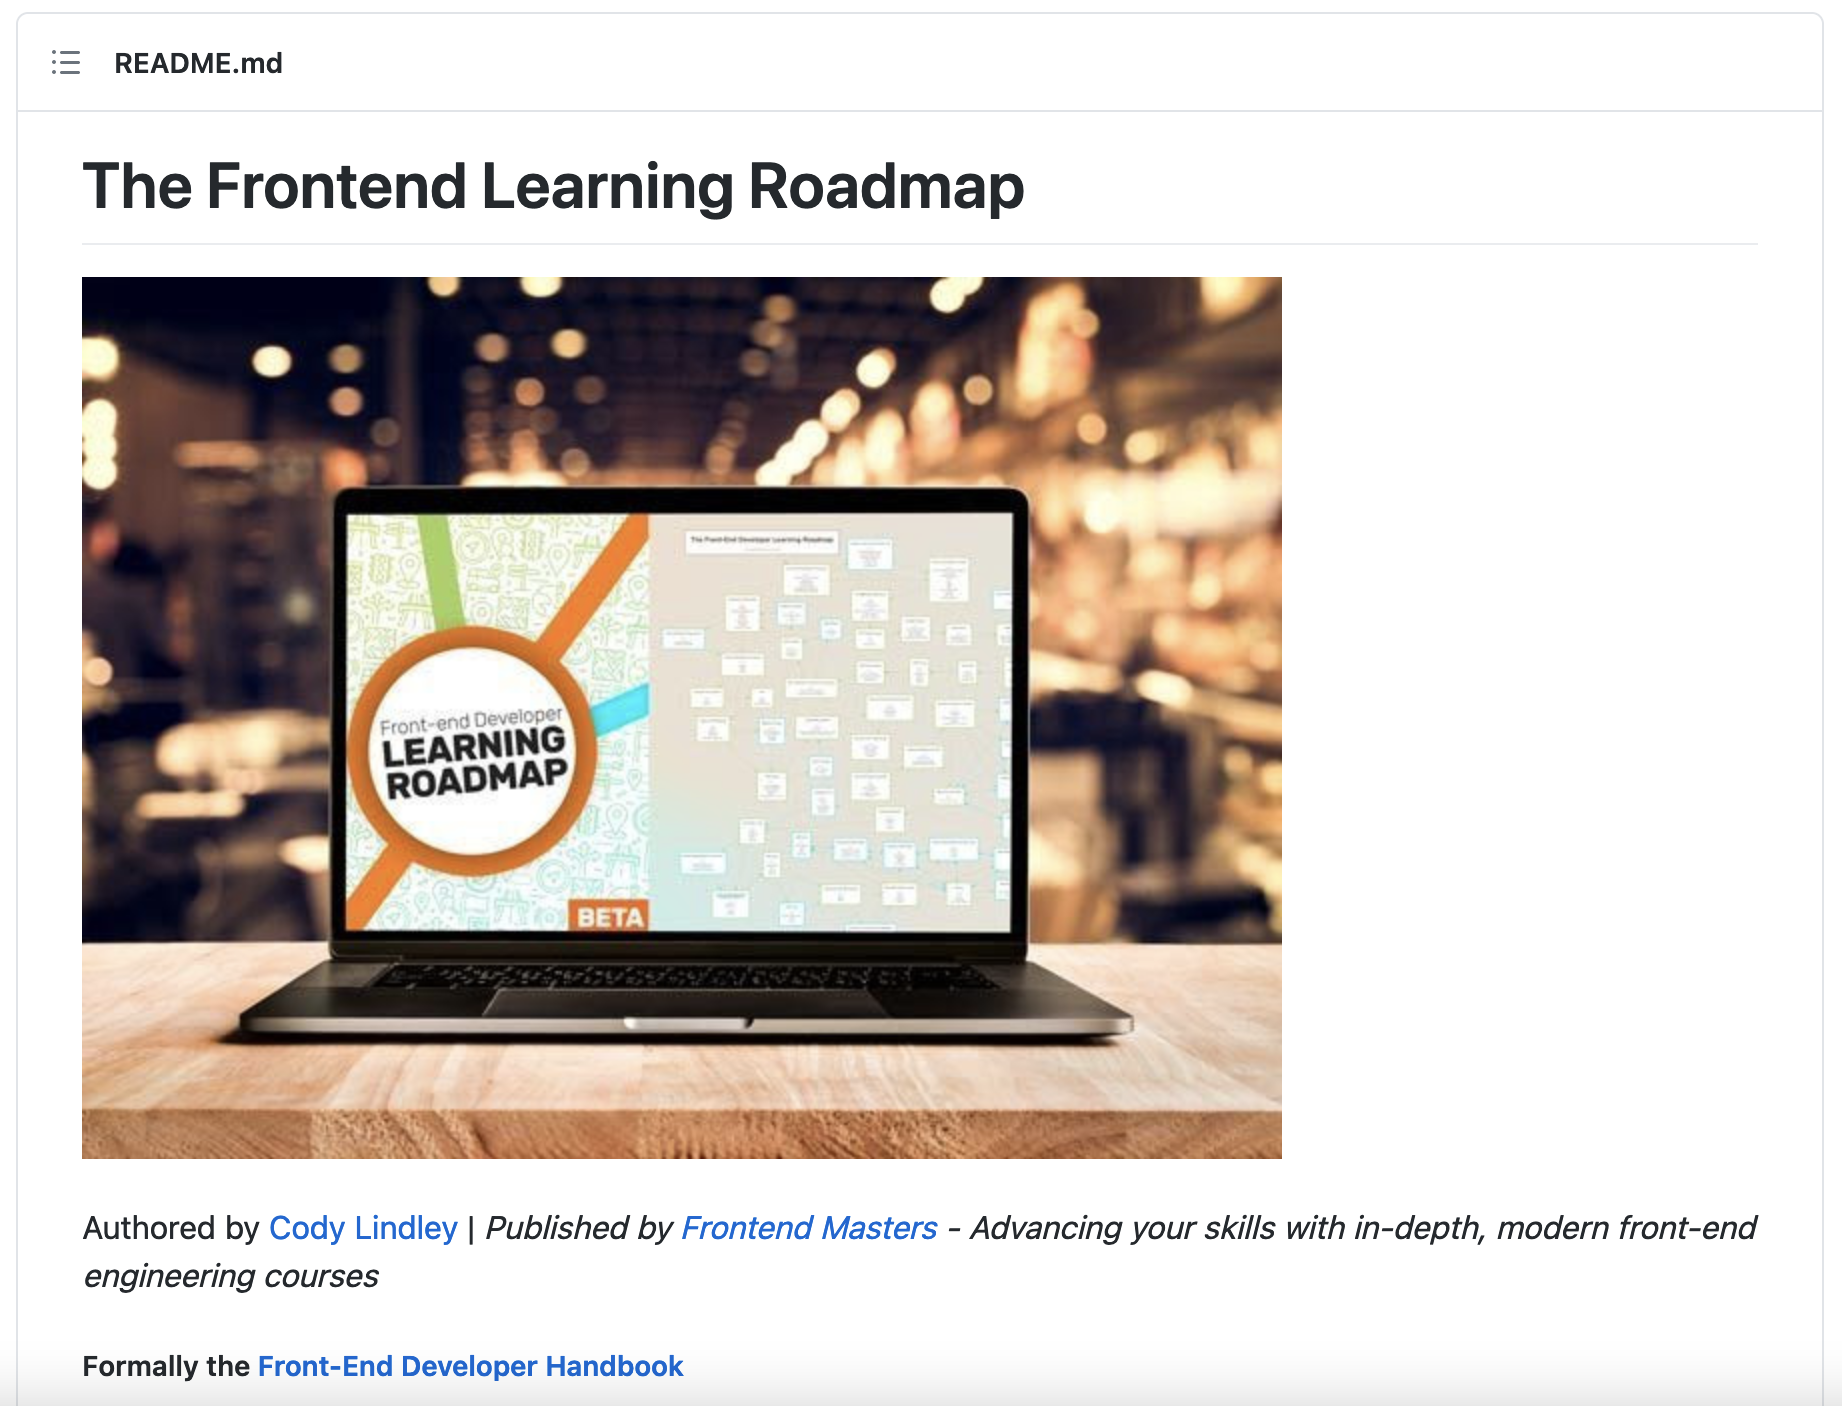 README.md
The Frontend Learning Roadmap
The Front-End Developer Learning Roadmap
Front-end Developer
LEARNING
ROADMAP
BETA
Authored by Cody Lindley | Published by Frontend Masters - Advancing your skills with in-depth, modern front-end
engineering courses
Formally the Front-End Developer Handbook